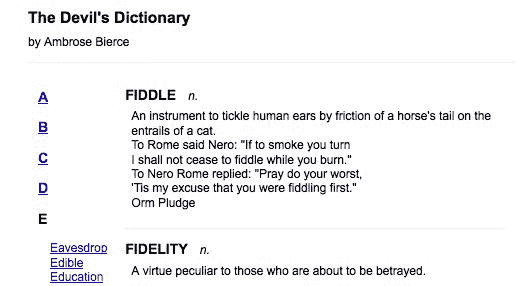 The Devil's Dictionary
by Ambrose Bierce
A
B
C
D
E
Eavesdrop
Edible
Education
FIDDLE n.
An instrument to tickle human ears by friction of a horse's tail on the
entrails of a cat.
To Rome said Nero: "If to smoke you turn
I shall not cease to fiddle while you burn."
To Nero Rome replied: "Pray do your worst,
'Tis my excuse that you were fiddling first."
Orm Pludge
FIDELITY n.
A virtue peculiar to those who are about to be betrayed.